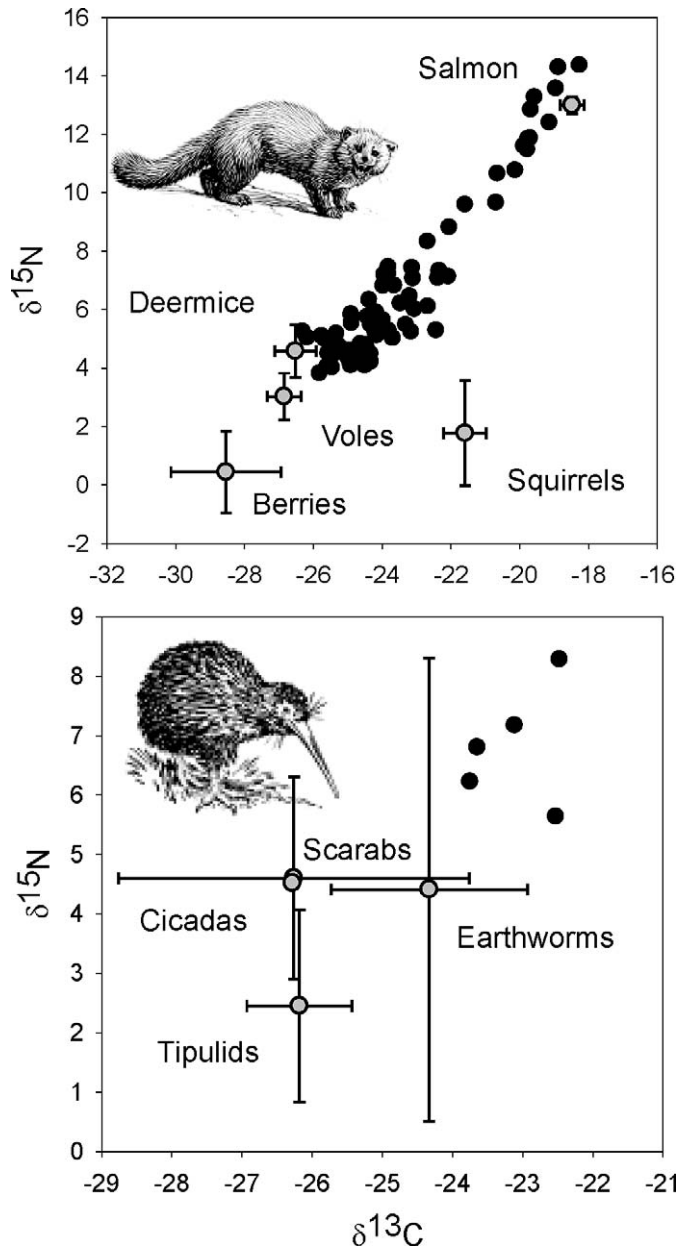 16
14
12
10
8
6
4
2
0
-2
δ15N
Salmon
Deermice
Voles
Squirrels
Berries
-32 -30 -28 -26 -24 -22 -20 -18 -16
9
8
7
6
5
4
3
2
1
0
δ15N
Scarabs
Cicadas
Earthworms
Tipulids
-29 -28 -27 -26 -25 -24 -23 -22 -21
δ13C